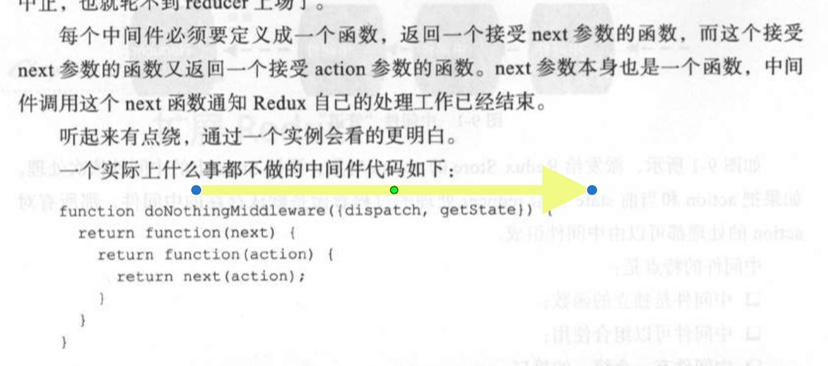 中止，也就轮不到 reducer 上场了。
每个中间件必须要定义成一个函数，返回一个接受 next 参数的函数，而这个接受
next 参数的函数又返回一个接受 action 参数的函数。next 参数本身也是一个函数，中间
件调用这个 next 函数通知 Redux 自己的处理工作已经结束。
听起来有点绕，通过一个实例会看的更明白。
一个实际上什么事都不做的中间件代码如下：
function doNothingMiddleware({dispatch, getState}) {
return function(next) {
return function(action) {
return next(action);
}
}
}